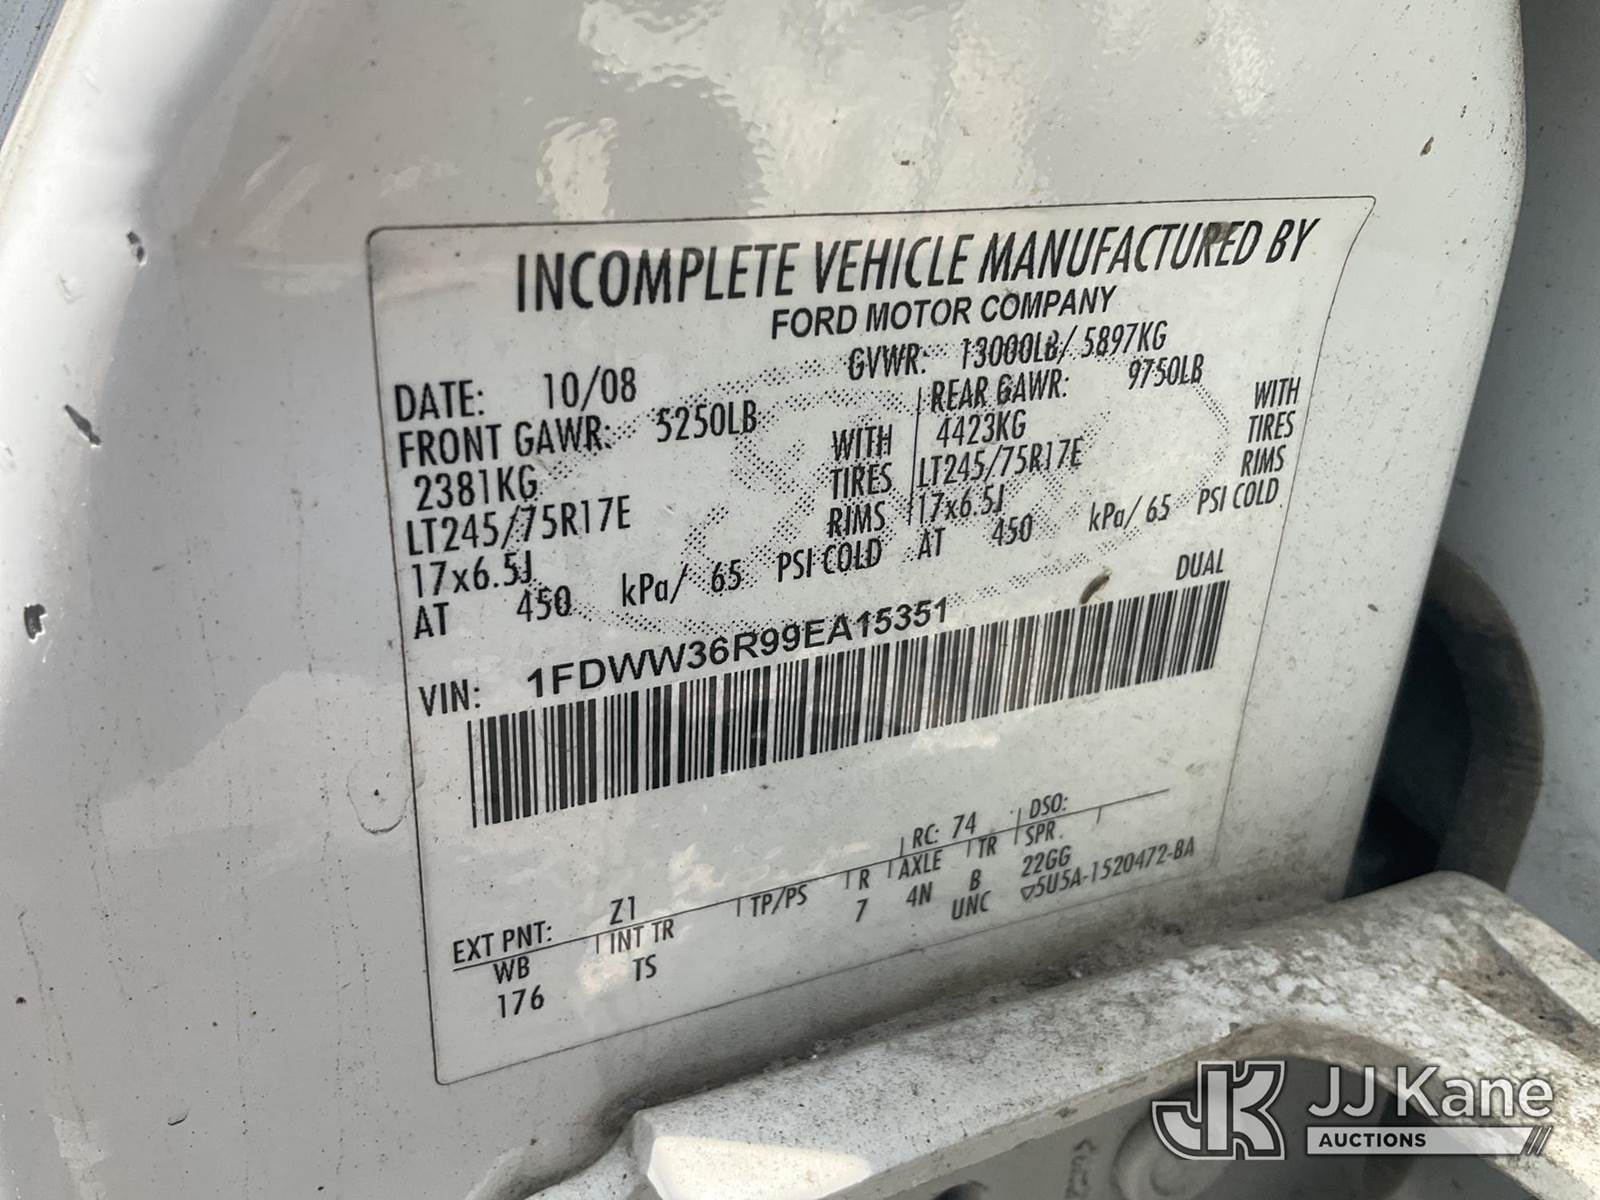 INCOMPLETE VEHICLE MANUFACTURED BY
FORD MOTOR COMPANY
DATE: 10/08 GVWR: 13000LB/ 5897KG
FRONT GAWR: 5250LB REAR GAWR: 9750LB
2381KG WITH 4423KG WITH
LT245/75R17E TIRES LT245/75R17E TIRES
17x6.5J RIMS 17x6.5J RIMS
AT 450 kPa/ 65 PSI COLD AT 450 kPa/ 65 PSI COLD
DUAL
VIN: 1FDWW36R99EA15351
EXT PNT: Z1 RC: 74 DSO:
WB INT TR TP/PS R AXLE TR SPR
176 TS 7 4N B 22GG
UNC ▽5U5A-1520472-BA
JK JJ Kane
AUCTIONS